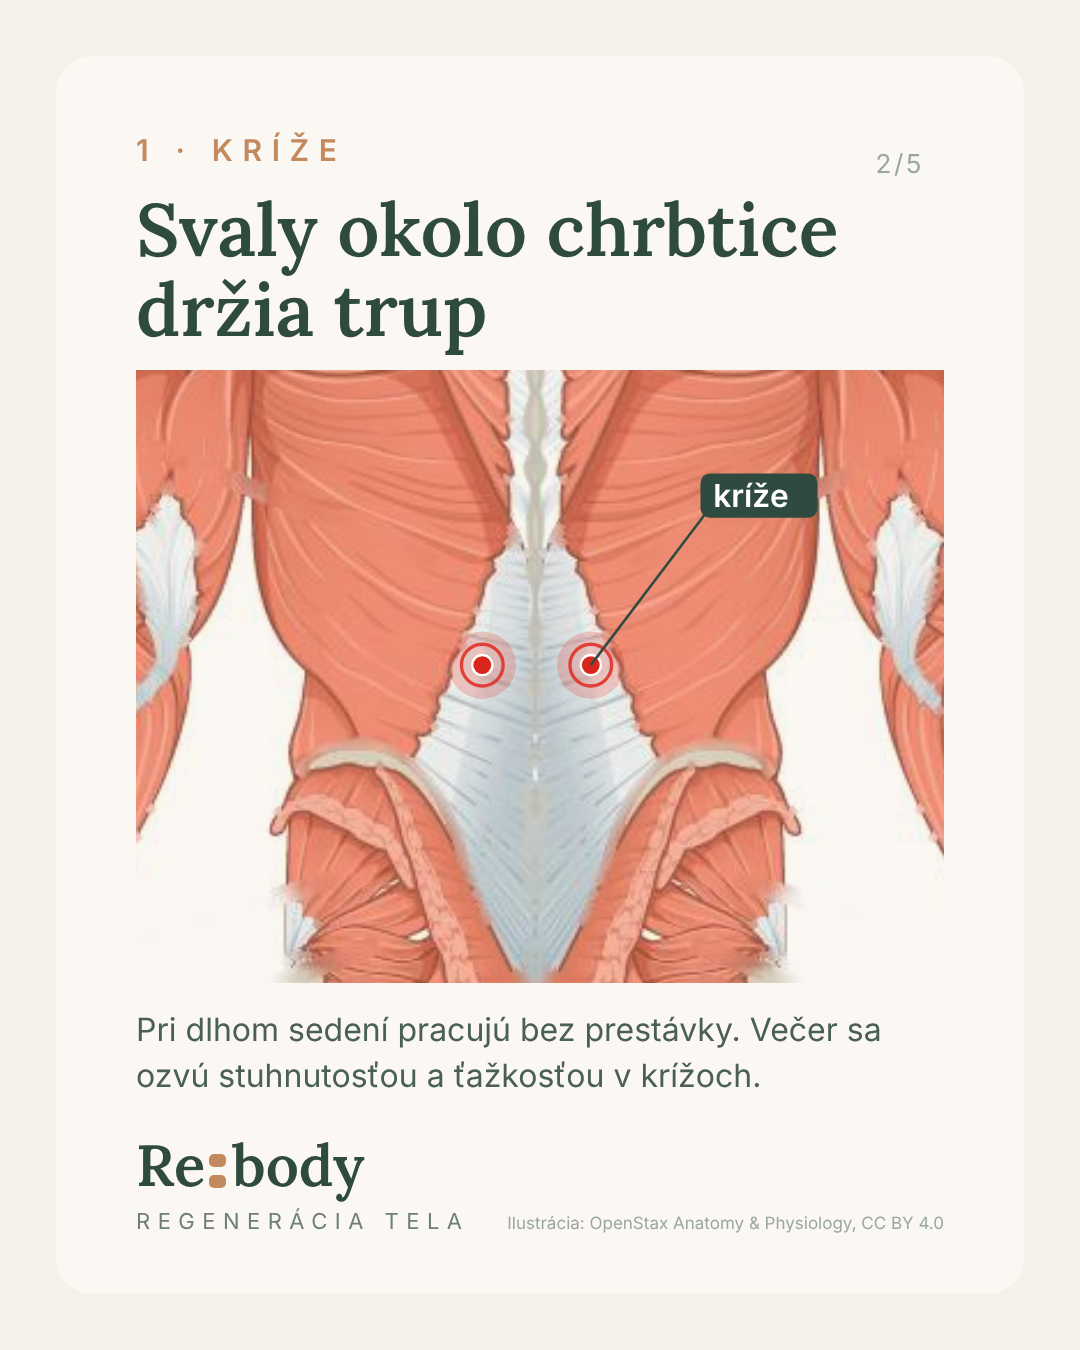 1 · KRÍŽE
2/5
Svaly okolo chrbtice
držia trup
kríže
Pri dlhom sedení pracujú bez prestávky. Večer sa
ozvú stuhnutosťou a ťažkosťou v krížoch.
Re:body
REGENERÁCIA TELA
Ilustrácia: OpenStax Anatomy & Physiology, CC BY 4.0